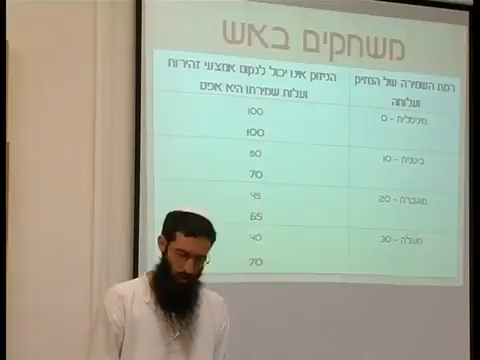 משחקים באש
רמת השמירה של המזיק ועלותה
הניזוק אינו יכול לנקוט אמצעי זהירות ועלות שמירתו היא אפס
מינימלית - 0
100
100
בינונית - 10
60
70
מוגברת - 20
45
65
מעולה - 30
40
70